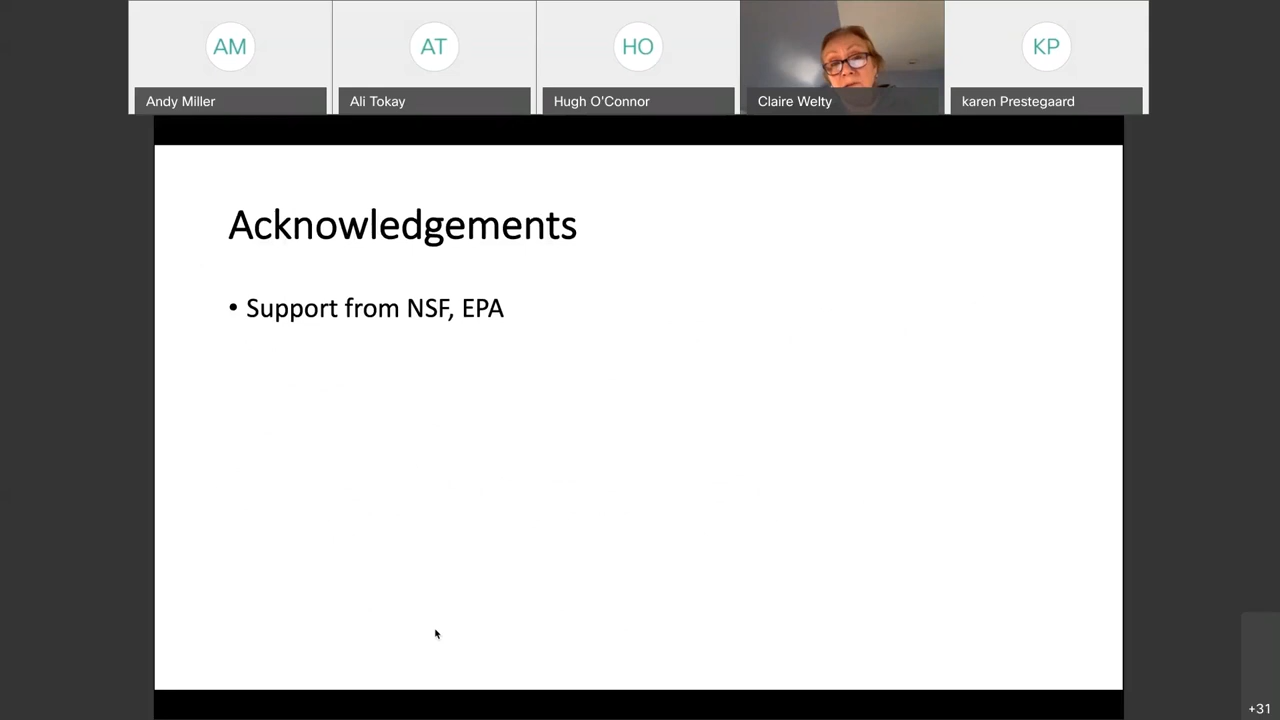 AM
AT
HO
KP
Andy Miller
Ali Tokay
Hugh O'Connor
Claire Welty
karen Prestegaard
Acknowledgements
• Support from NSF, EPA
+31